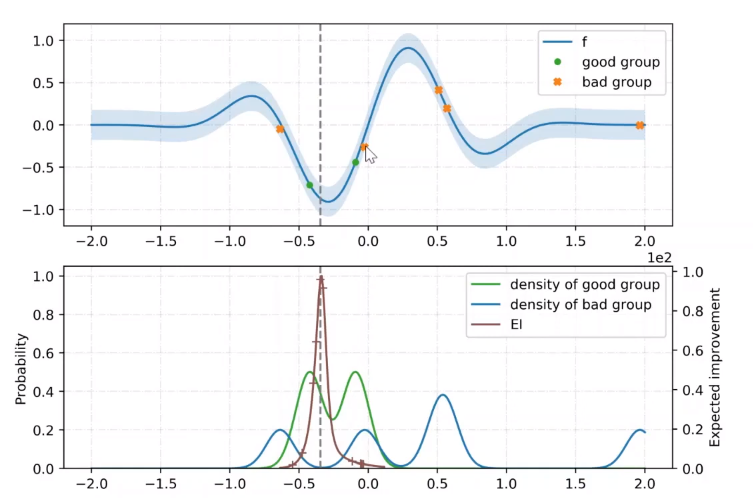 1.0
0.5
0.0
−0.5
−1.0
f
good group
bad group
−2.0 −1.5 −1.0 −0.5 0.0 0.5 1.0 1.5 2.0
1e2
1.0
0.8
0.6
0.4
0.2
0.0
Probability
density of good group
density of bad group
EI
1.0
0.8
0.6
0.4
0.2
0.0
Expected improvement
−2.0 −1.5 −1.0 −0.5 0.0 0.5 1.0 1.5 2.0